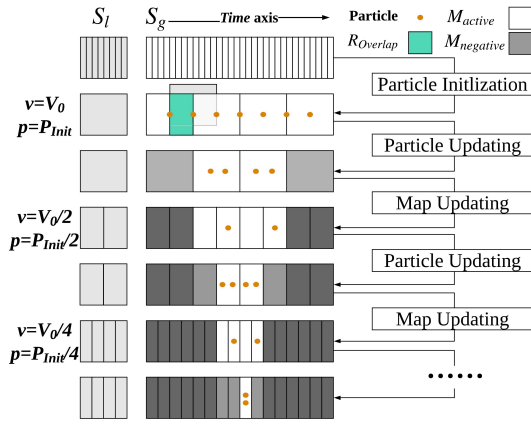 S_l S_g Time axis Particle M_active
R_Overlap M_negative
Particle Initlization
v=V_0
p=P_Init
Particle Updating
Map Updating
v=V_0/2
p=P_Init/2
Particle Updating
Map Updating
v=V_0/4
p=P_Init/4
......